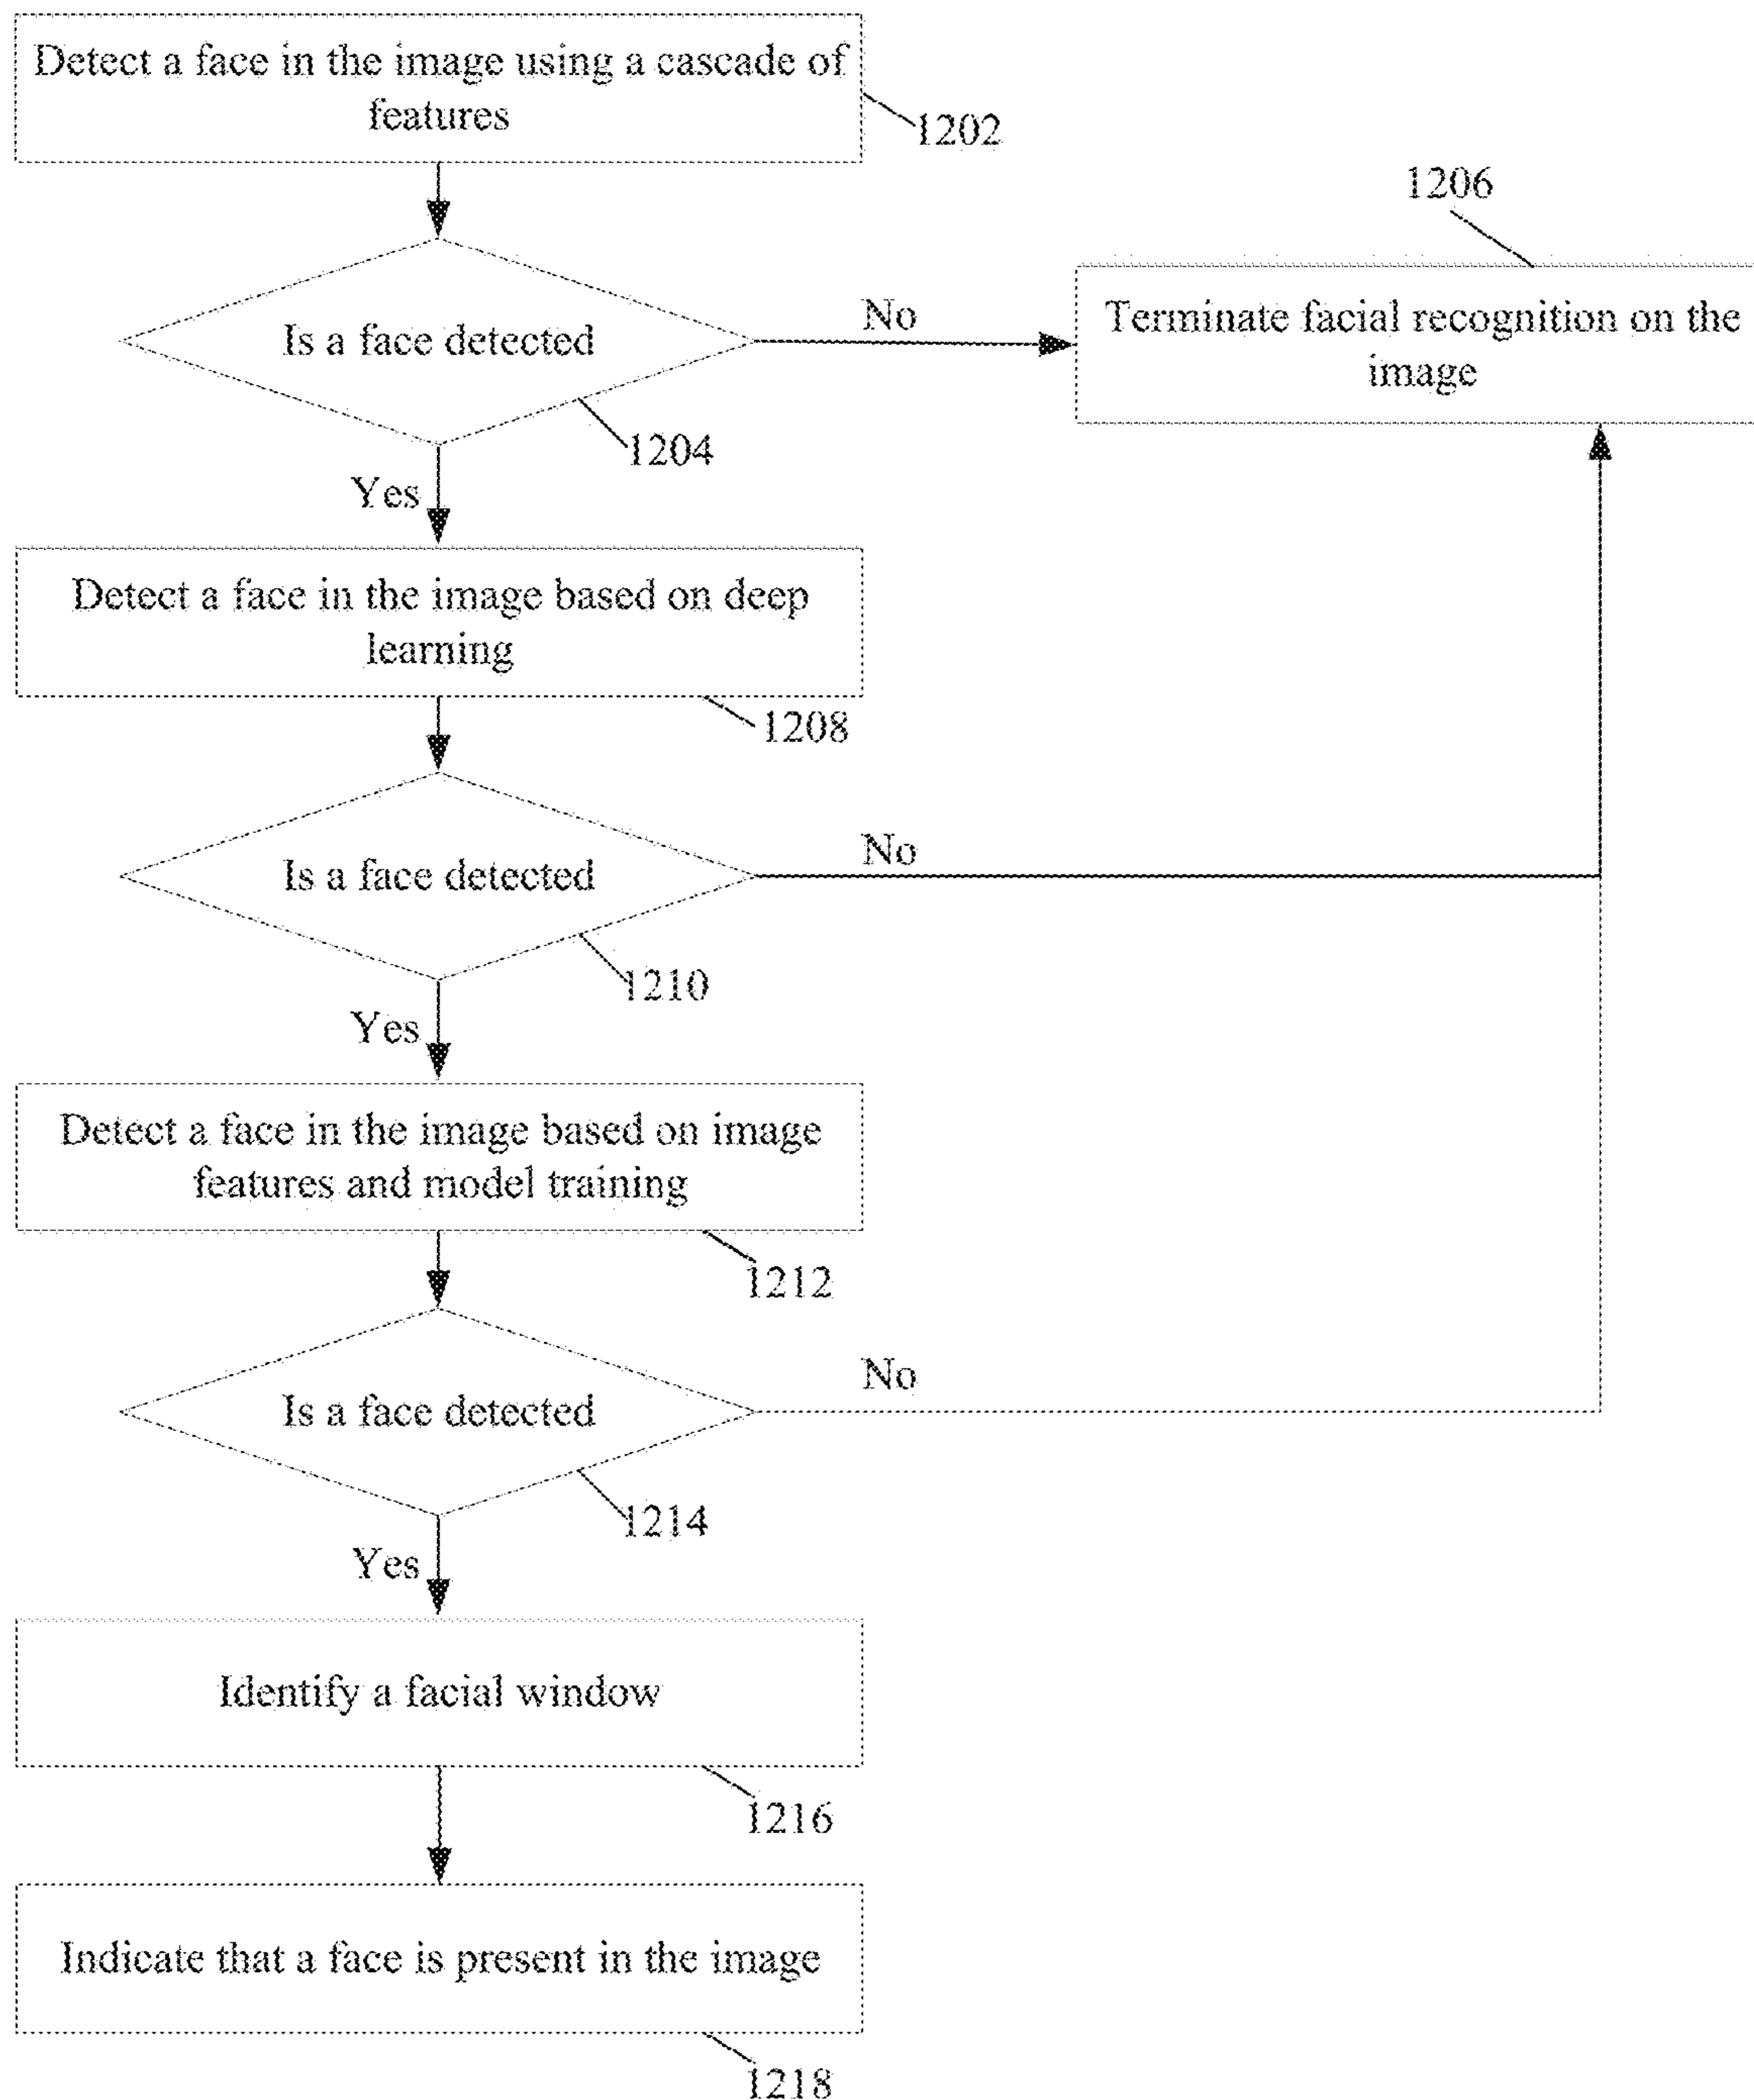 Detect a face in the image using a cascade of
features
1202
1206
Is a face detected
No
Terminate facial recognition on the
image
1204
Yes
Detect a face in the image based on deep
learning
1208
Is a face detected
No
1210
Yes
Detect a face in the image based on image
features and model training
1212
Is a face detected
No
1214
Yes
Identify a facial window
1216
Indicate that a face is present in the image
1218